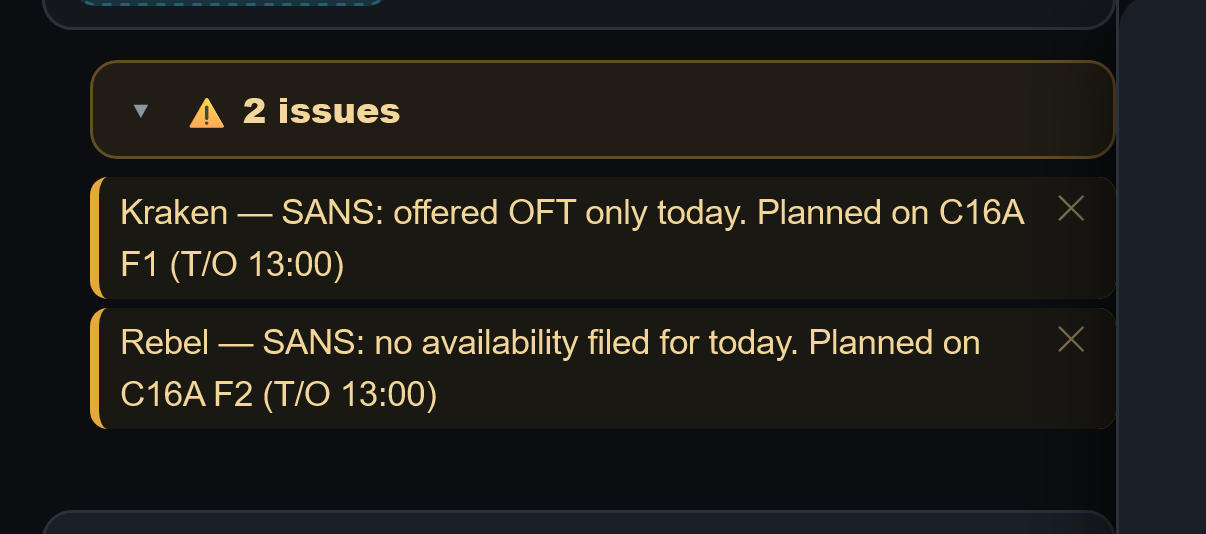 2 issues
Kraken — SANS: offered OFT only today. Planned on C16A
F1 (T/O 13:00)
Rebel — SANS: no availability filed for today. Planned on
C16A F2 (T/O 13:00)